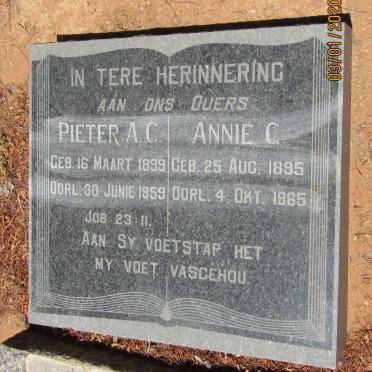 IN TERE HERINNERING
AAN ONS OUERS
PIETER A.C. ANNIE C.
GEB. 16 MAART 1899 GEB. 25 AUG. 1895
OORL. 30 JUNIE 1959 OORL. 4 OKT. 1965
JOB 23:11.
AAN SY VOETSTAP HET
MY VOET VASGEHOU.
03/01/2020